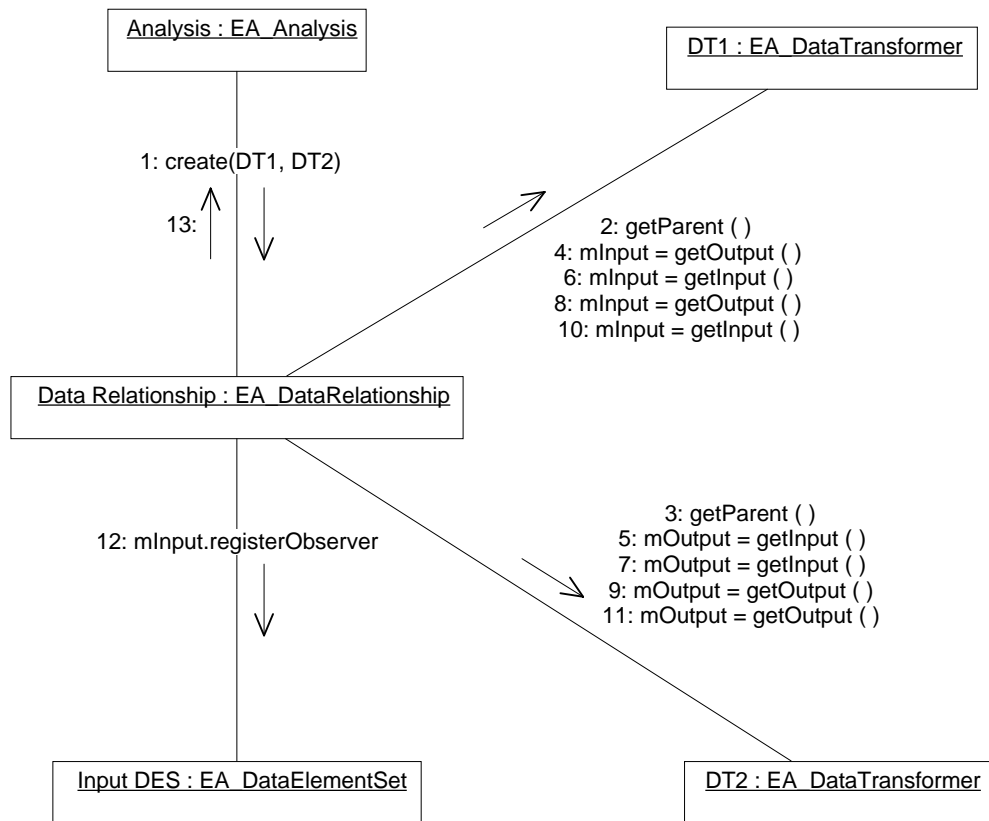 Analysis : EA_Analysis
DT1 : EA_DataTransformer
1: create(DT1, DT2)
13:
2: getParent ( )
4: mInput = getOutput ( )
6: mInput = getInput ( )
8: mInput = getOutput ( )
10: mInput = getInput ( )
Data Relationship : EA_DataRelationship
12: mInput.registerObserver
3: getParent ( )
5: mOutput = getInput ( )
7: mOutput = getInput ( )
9: mOutput = getOutput ( )
11: mOutput = getOutput ( )
Input DES : EA_DataElementSet
DT2 : EA_DataTransformer